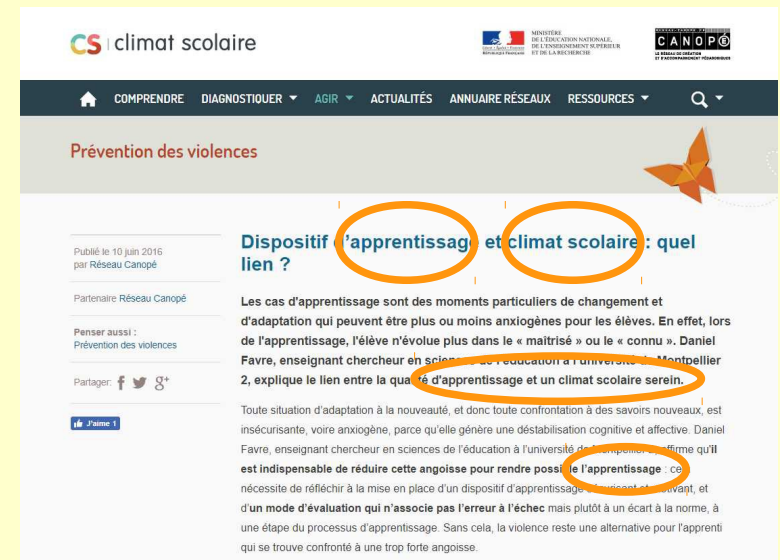 CS climat scolaire
MINISTÈRE
DE L'ÉDUCATION NATIONALE,
DE L'ENSEIGNEMENT SUPÉRIEUR
ET DE LA RECHERCHE
CANOPÉ
COMPRENDRE DIAGNOSTIQUER AGIR ACTUALITÉS ANNUAIRE RÉSEAUX RESSOURCES
Prévention des violences
Publié le 10 juin 2016
par Réseau Canopé
Partenaire Réseau Canopé
Penser aussi :
Prévention des violences
Partager:
J'aime 1
Dispositif d'apprentissage et climat scolaire : quel
lien ?
Les cas d'apprentissage sont des moments particuliers de changement et
d'adaptation qui peuvent être plus ou moins anxiogènes pour les élèves. En effet, lors
de l'apprentissage, l'élève n'évolue plus dans le « maîtrisé » ou le « connu ». Daniel
Favre, enseignant chercheur en sciences de l'éducation à l'université de Montpellier
2, explique le lien entre la qualité d'apprentissage et un climat scolaire serein.
Toute situation d'adaptation à la nouveauté, et donc toute confrontation à des savoirs nouveaux, est
insécurisante, voire anxiogène, parce qu'elle génère une déstabilisation cognitive et affective. Daniel
Favre, enseignant chercheur en sciences de l'éducation à l'université de Montpellier affirme qu'il
est indispensable de réduire cette angoisse pour rendre possible l'apprentissage : cela
nécessite de réfléchir à la mise en place d'un dispositif d'apprentissage sécurisant et motivant, et
d'un mode d'évaluation qui n'associe pas l'erreur à l'échec mais plutôt à un écart à la norme, à
une étape du processus d'apprentissage. Sans cela, la violence reste une alternative pour l'apprenti
qui se trouve confronté à une trop forte angoisse.